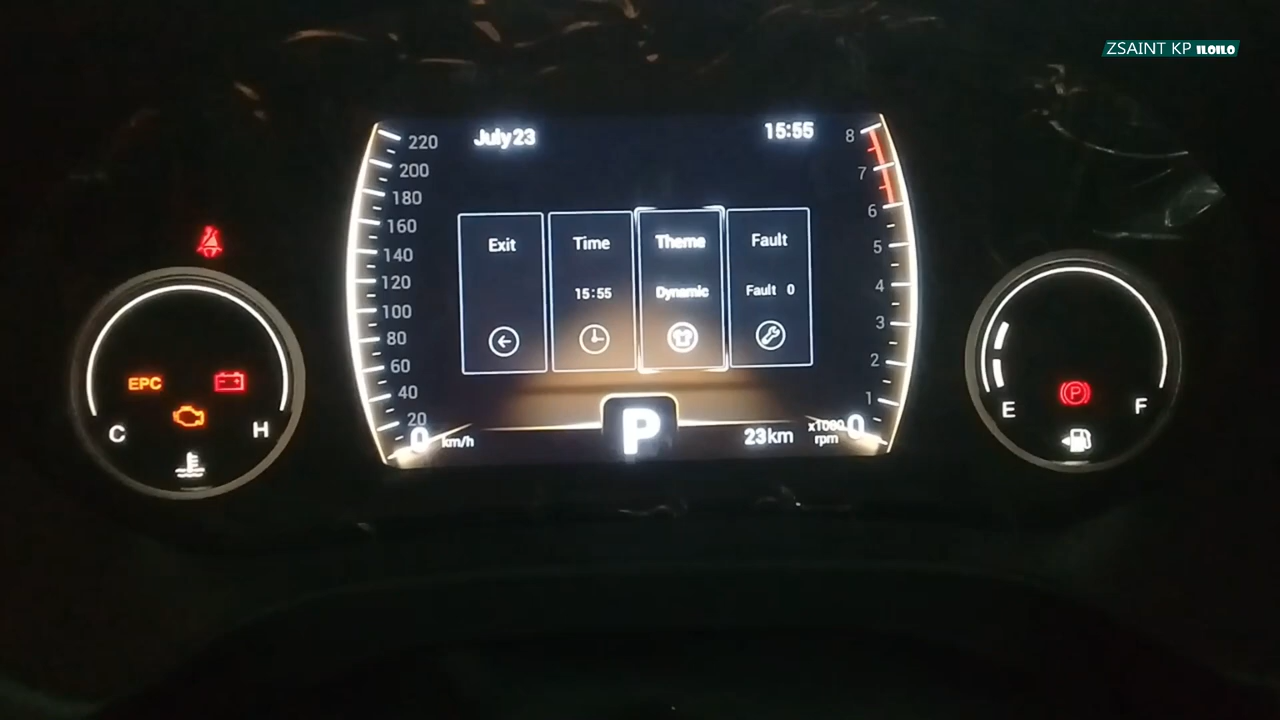 ZSAINT KP ILOILO
July 23
15:55
220
200
180
160
140
120
100
80
60
40
20
0
km/h
Exit
Time
15:55
Theme
Dynamic
Fault
Fault 0
P
23km
8
7
6
5
4
3
2
1
0
x1000
rpm
EPC
C
H
P
E
F